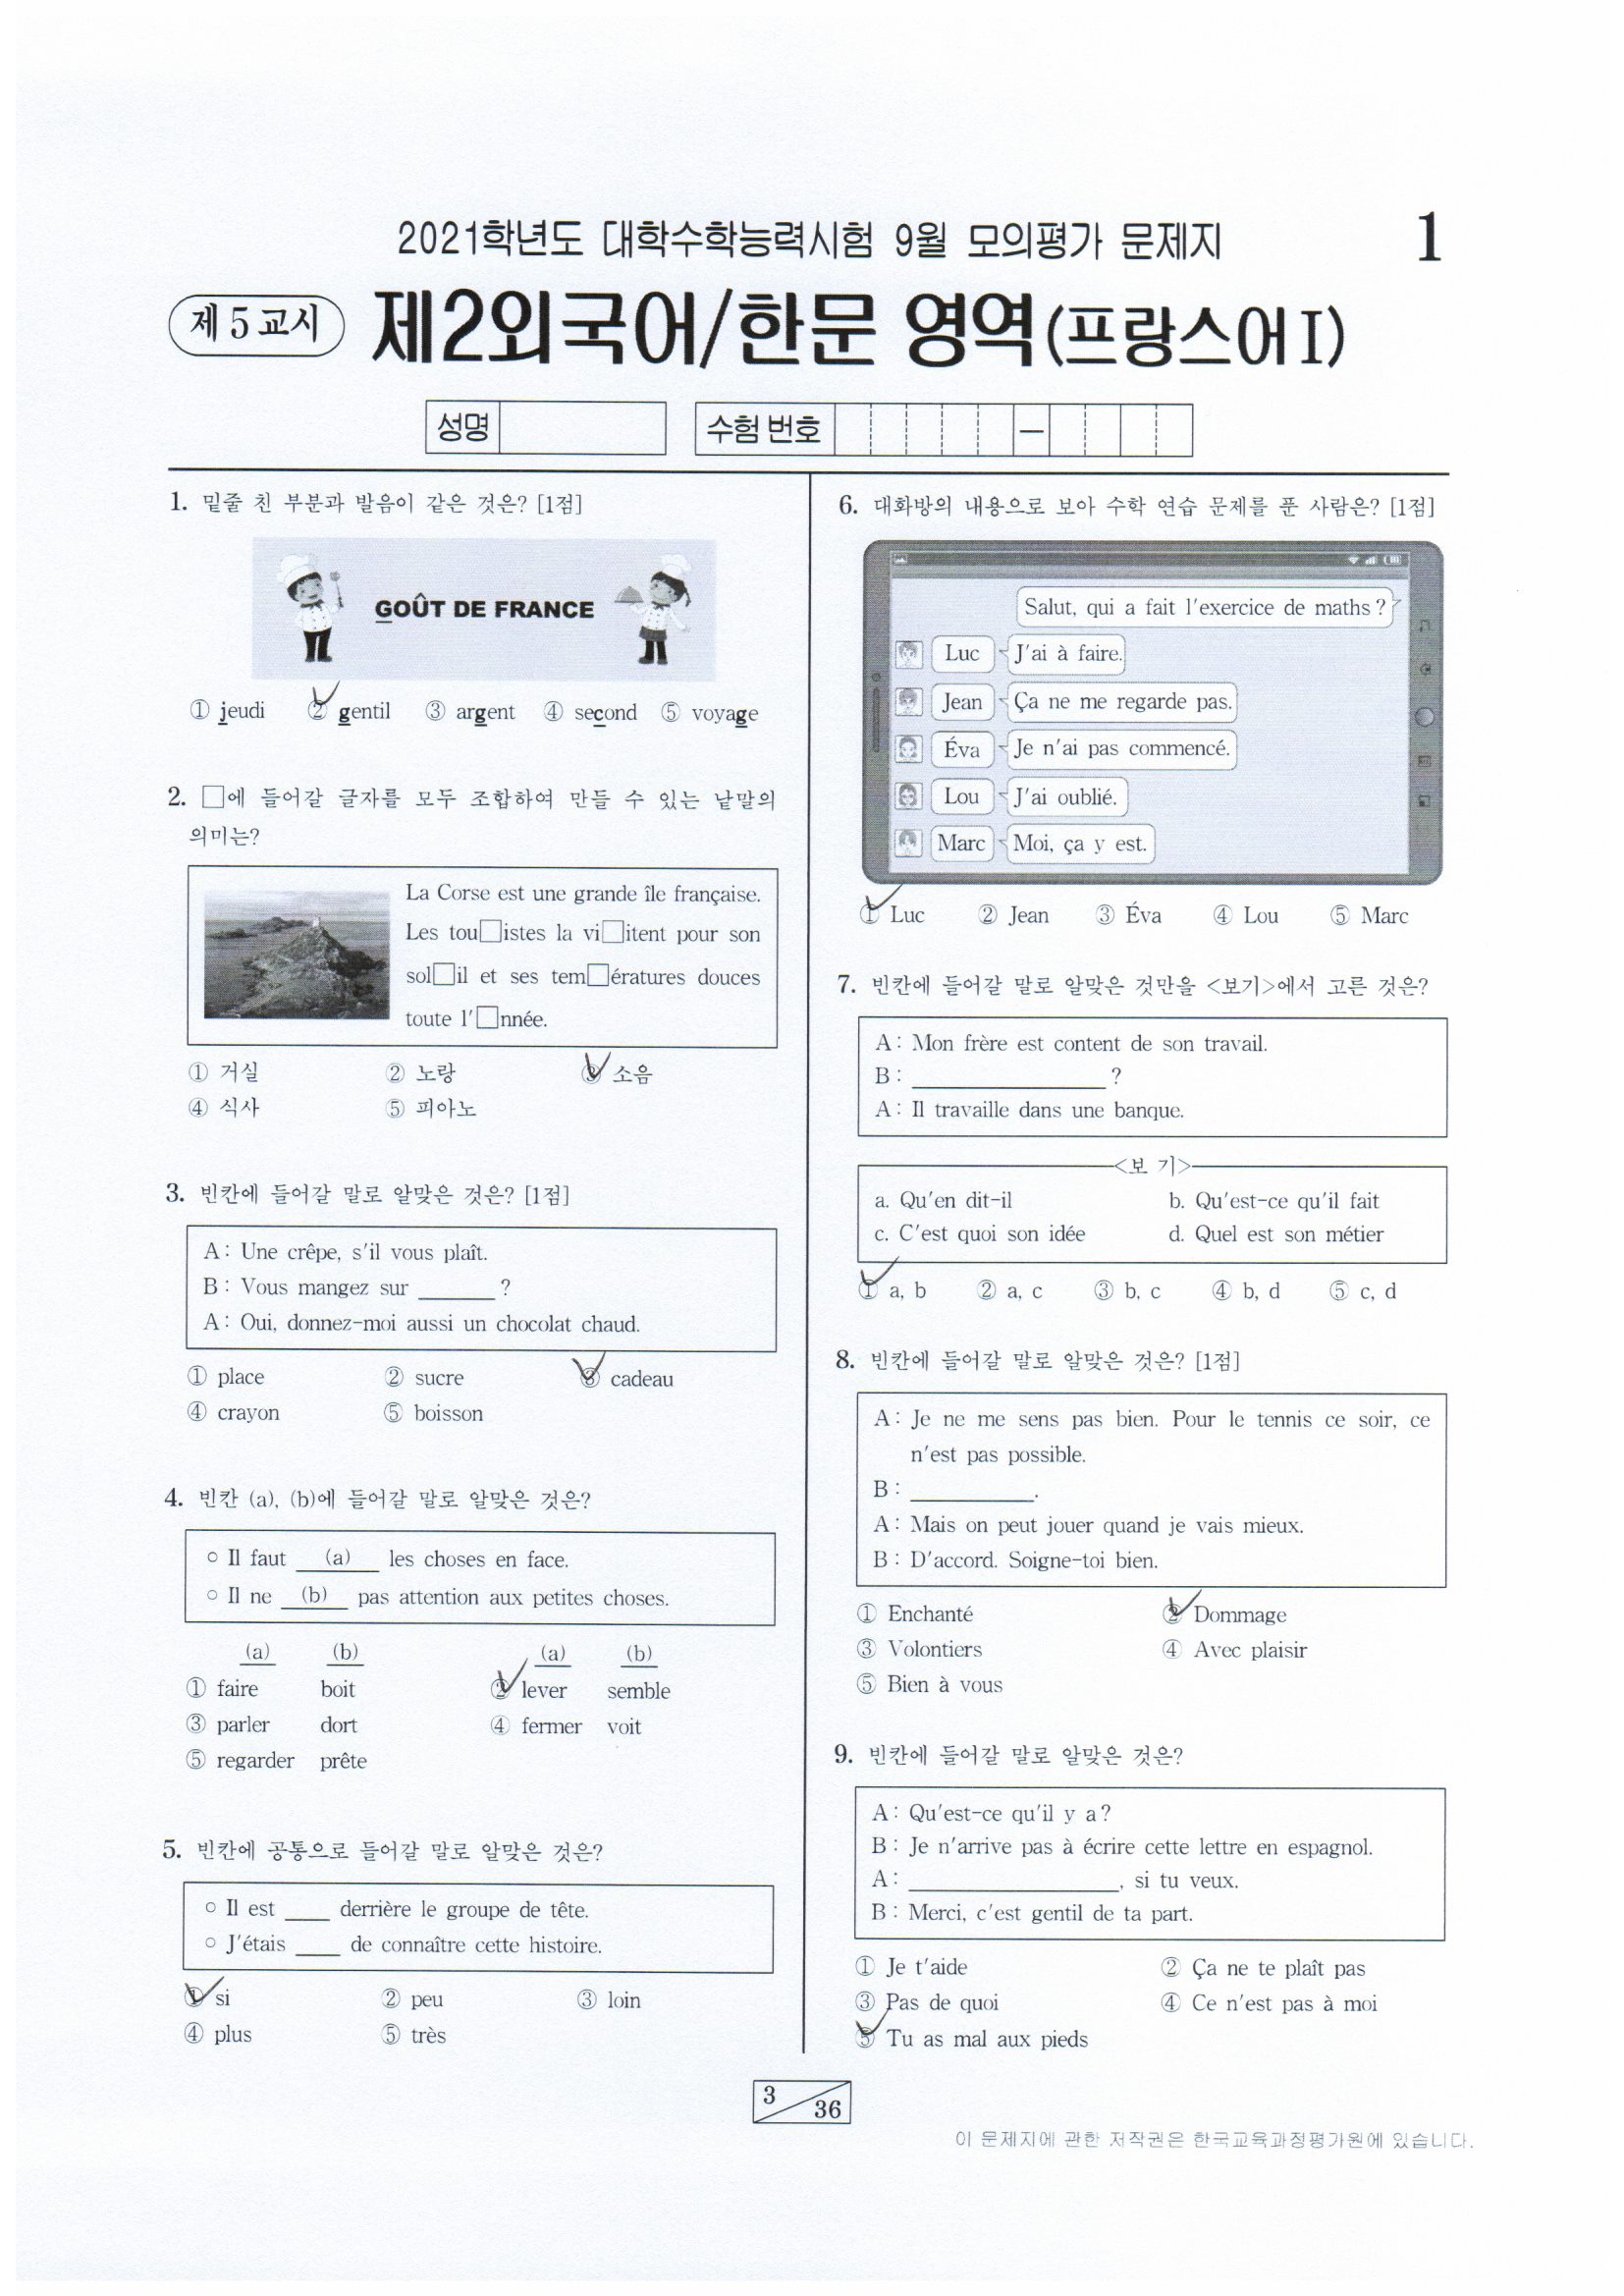 2021학년도 대학수학능력시험 9월 모의평가 문제지
1
제 5 교시
제2외국어/한문 영역(프랑스어Ⅰ)
성명
수험 번호
–
1. 밑줄 친 부분과 발음이 같은 것은? [1점]
GOÛT DE FRANCE
① jeudi ② gentil ③ argent ④ second ⑤ voyage
2. □에 들어갈 글자를 모두 조합하여 만들 수 있는 낱말의
의미는?
La Corse est une grande île française.
Les tou□istes la vi□itent pour son
sol□il et ses tem□ératures douces
toute l'□nnée.
① 거실 ② 노랑 ③ 소음
④ 식사 ⑤ 피아노
3. 빈칸에 들어갈 말로 알맞은 것은? [1점]
A : Une crêpe, s'il vous plaît.
B : Vous mangez sur ______ ?
A : Oui, donnez-moi aussi un chocolat chaud.
① place ② sucre ③ cadeau
④ crayon ⑤ boisson
4. 빈칸 (a), (b)에 들어갈 말로 알맞은 것은?
○ Il faut (a) les choses en face.
○ Il ne (b) pas attention aux petites choses.
(a) (b) (a) (b)
① faire boit ② lever semble
③ parler dort ④ fermer voit
⑤ regarder prête
5. 빈칸에 공통으로 들어갈 말로 알맞은 것은?
○ Il est ____ derrière le groupe de tête.
○ J'étais ____ de connaître cette histoire.
① si ② peu ③ loin
④ plus ⑤ très
6. 대화방의 내용으로 보아 수학 연습 문제를 푼 사람은? [1점]
Salut, qui a fait l'exercice de maths ?
Luc J'ai à faire.
Jean Ça ne me regarde pas.
Éva Je n'ai pas commencé.
Lou J'ai oublié.
Marc Moi, ça y est.
① Luc ② Jean ③ Éva ④ Lou ⑤ Marc
7. 빈칸에 들어갈 말로 알맞은 것만을 <보기>에서 고른 것은?
A : Mon frère est content de son travail.
B : ________________ ?
A : Il travaille dans une banque.
<보 기>
a. Qu'en dit-il b. Qu'est-ce qu'il fait
c. C'est quoi son idée d. Quel est son métier
① a, b ② a, c ③ b, c ④ b, d ⑤ c, d
8. 빈칸에 들어갈 말로 알맞은 것은? [1점]
A : Je ne me sens pas bien. Pour le tennis ce soir, ce
n'est pas possible.
B : __________.
A : Mais on peut jouer quand je vais mieux.
B : D'accord. Soigne-toi bien.
① Enchanté ② Dommage
③ Volontiers ④ Avec plaisir
⑤ Bien à vous
9. 빈칸에 들어갈 말로 알맞은 것은?
A : Qu'est-ce qu'il y a ?
B : Je n'arrive pas à écrire cette lettre en espagnol.
A : _________________, si tu veux.
B : Merci, c'est gentil de ta part.
① Je t'aide ② Ça ne te plaît pas
③ Pas de quoi ④ Ce n'est pas à moi
⑤ Tu as mal aux pieds
3
36
이 문제지에 관한 저작권은 한국교육과정평가원에 있습니다.